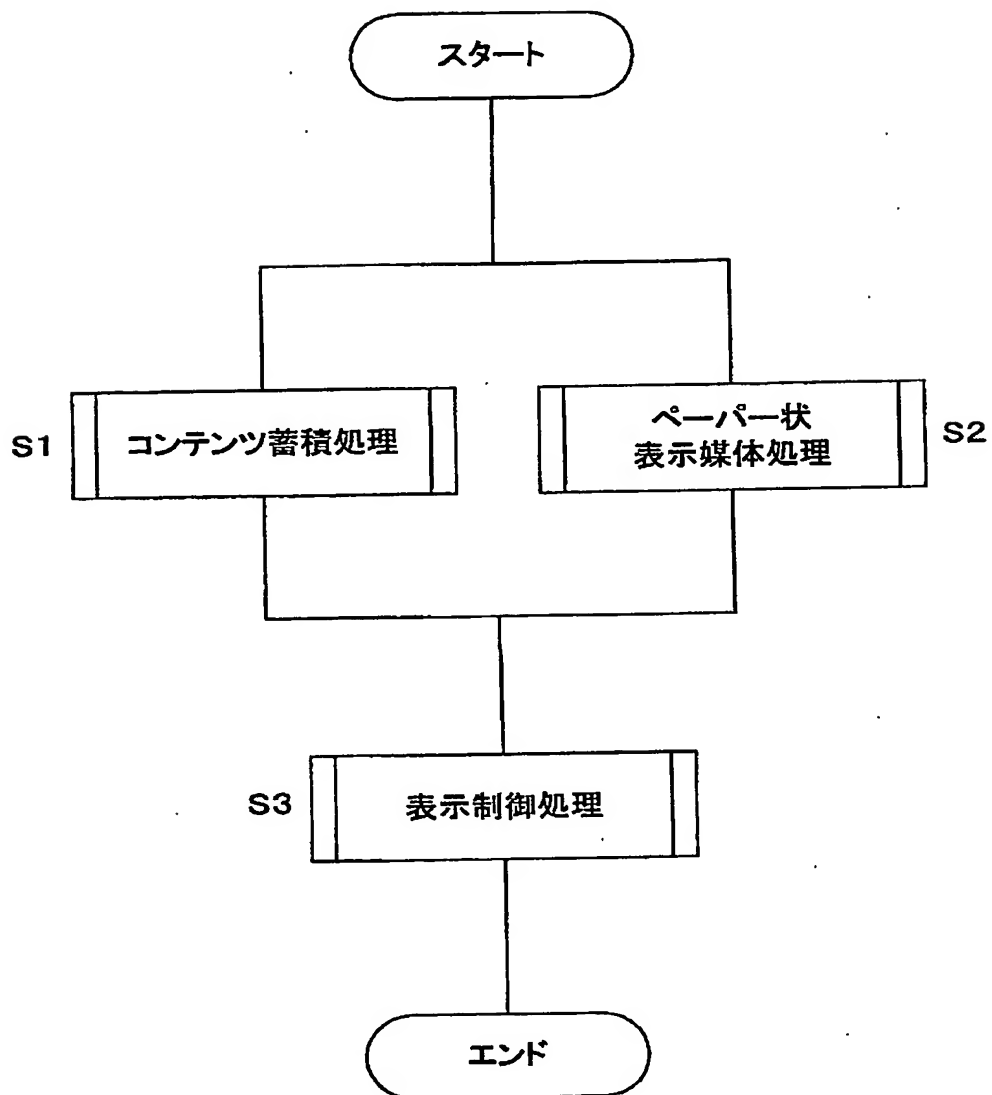 スタート
S1
コンテンツ蓄積処理
ペーパー状
表示媒体処理
S2
S3
表示制御処理
エンド